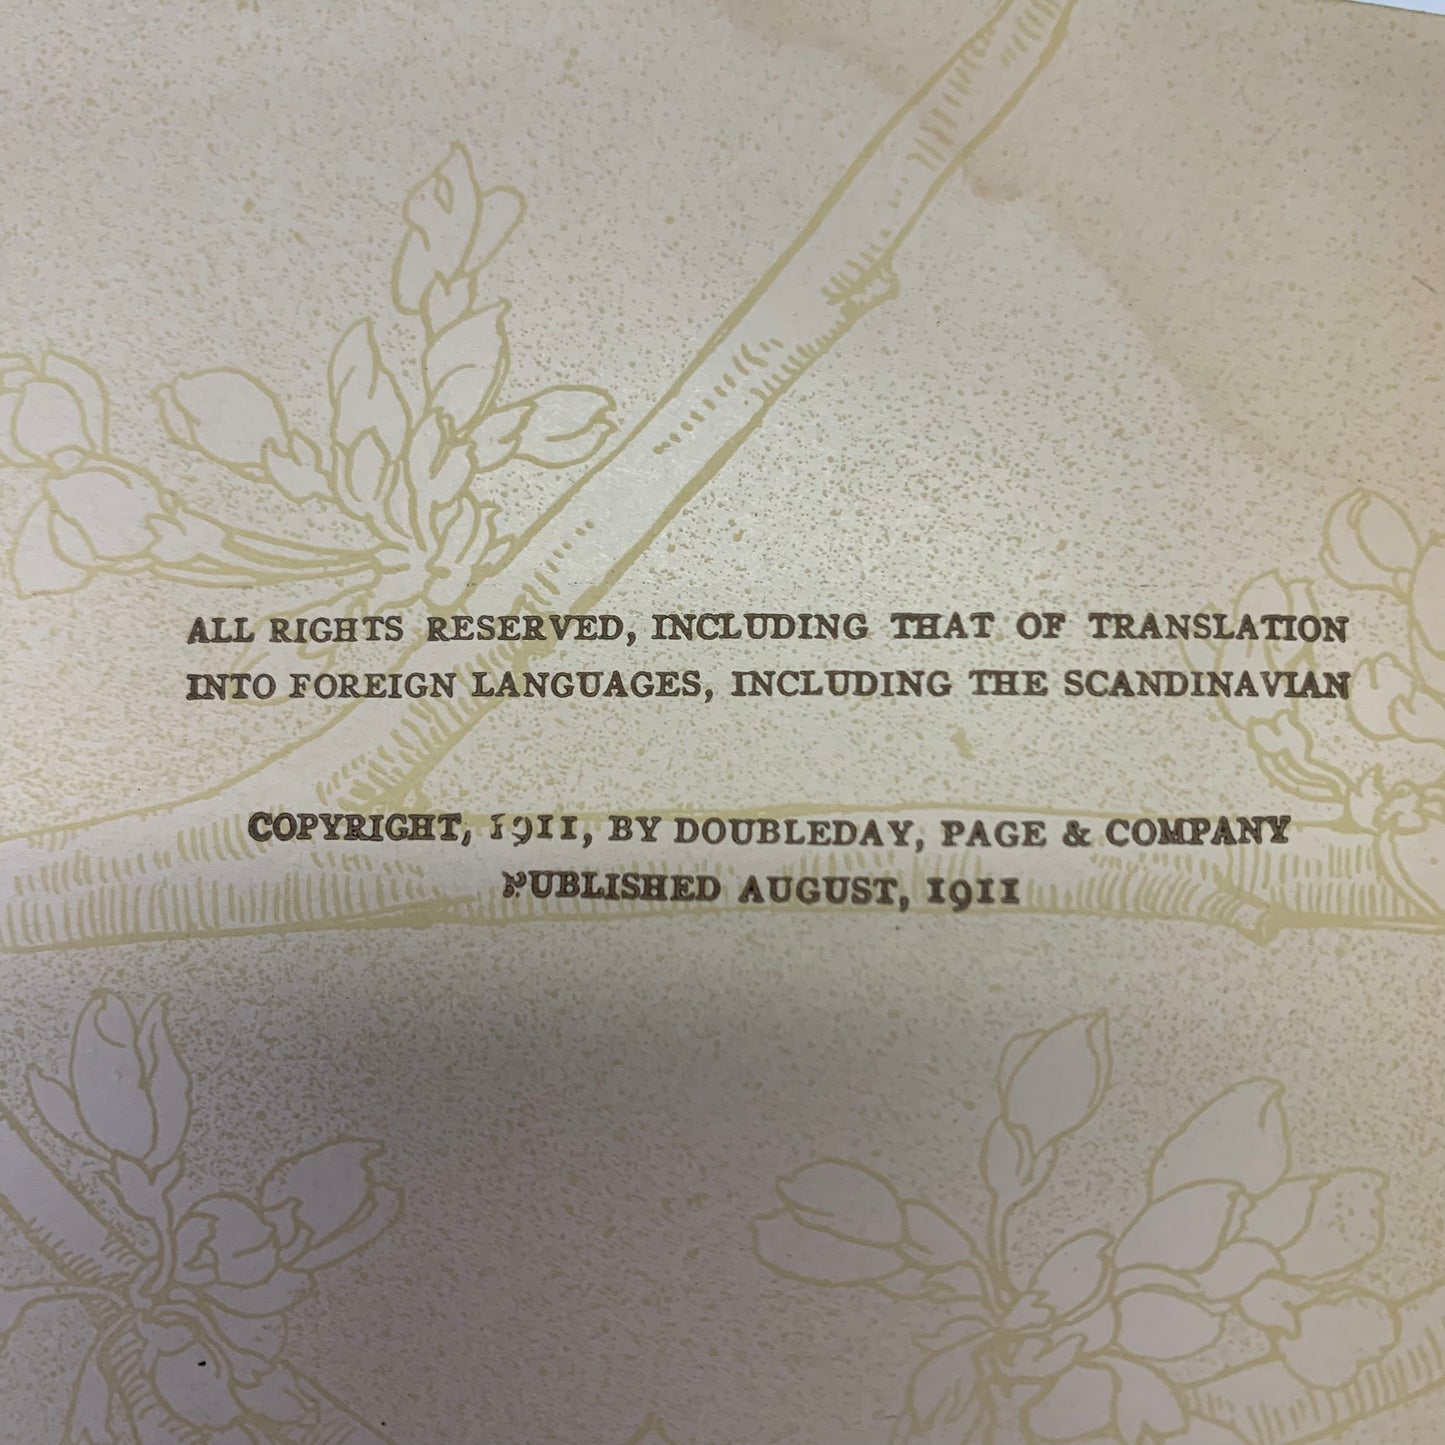 ALL RIGHTS RESERVED, INCLUDING THAT OF TRANSLATION
INTO FOREIGN LANGUAGES, INCLUDING THE SCANDINAVIAN
COPYRIGHT, 1911, BY DOUBLEDAY, PAGE & COMPANY
PUBLISHED AUGUST, 1911